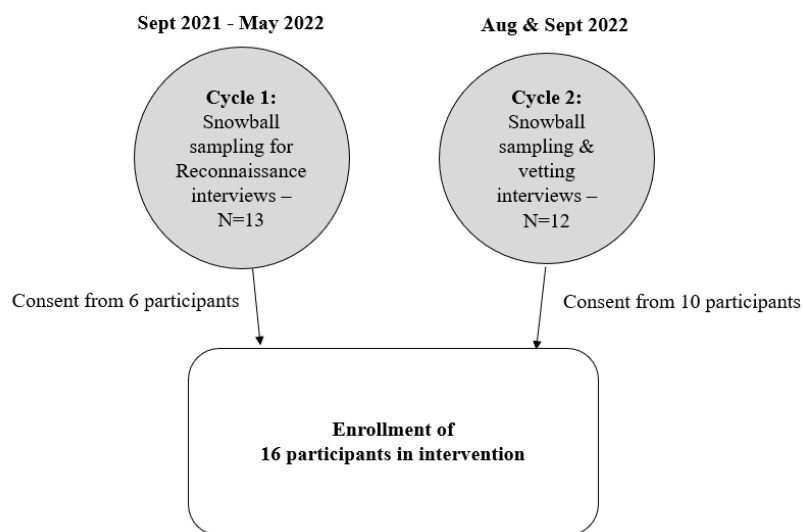 Sept 2021 - May 2022
Aug & Sept 2022
Cycle 1:
Snowball
sampling for
Reconnaissance
interviews –
N=13
Cycle 2:
Snowball
sampling &
vetting
interviews –
N=12
Consent from 6 participants
Consent from 10 participants
Enrollment of
16 participants in intervention